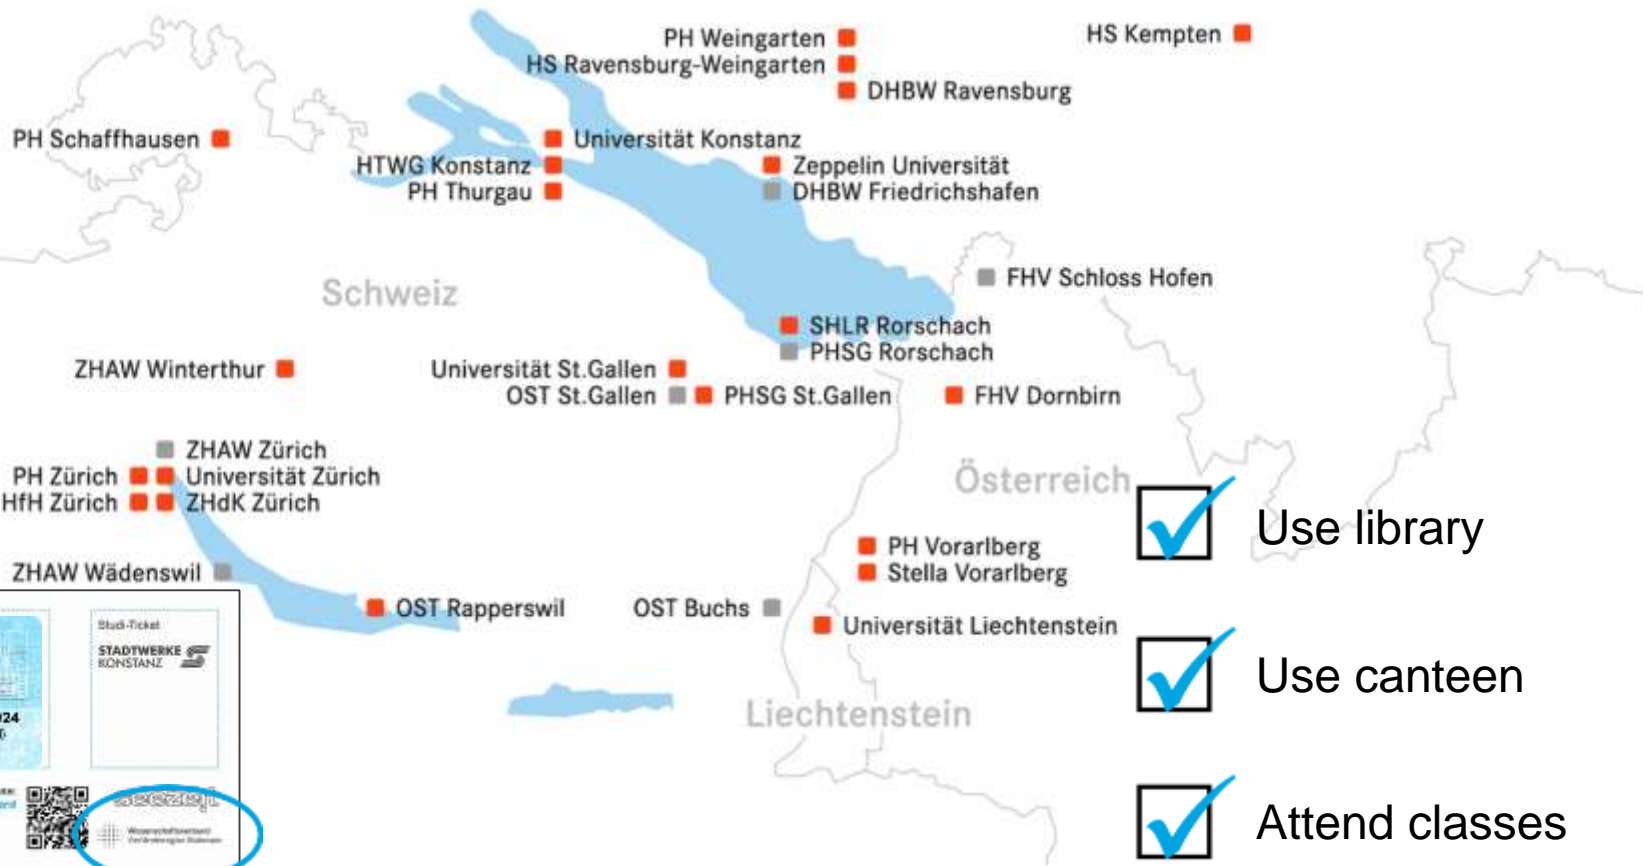 PH Weingarten
HS Kempten
HS Ravensburg-Weingarten
DHBW Ravensburg
PH Schaffhausen
Universität Konstanz
HTWG Konstanz
Zeppelin Universität
PH Thurgau
DHBW Friedrichshafen
FHV Schloss Hofen
Schweiz
SHLR Rorschach
PHSG Rorschach
ZHAW Winterthur
Universität St.Gallen
OST St.Gallen
PHSG St.Gallen
FHV Dornbirn
ZHAW Zürich
PH Zürich
Universität Zürich
HfH Zürich
ZHdK Zürich
Österreich
Use library
PH Vorarlberg
Stella Vorarlberg
ZHAW Wädenswil
OST Rapperswil
OST Buchs
Universität Liechtenstein
Studi-Ticket
STADTWERKE
KONSTANZ
Use canteen
Liechtenstein
seezeit
Wissenschaftsverbund
Vierländerregion Bodensee
Attend classes